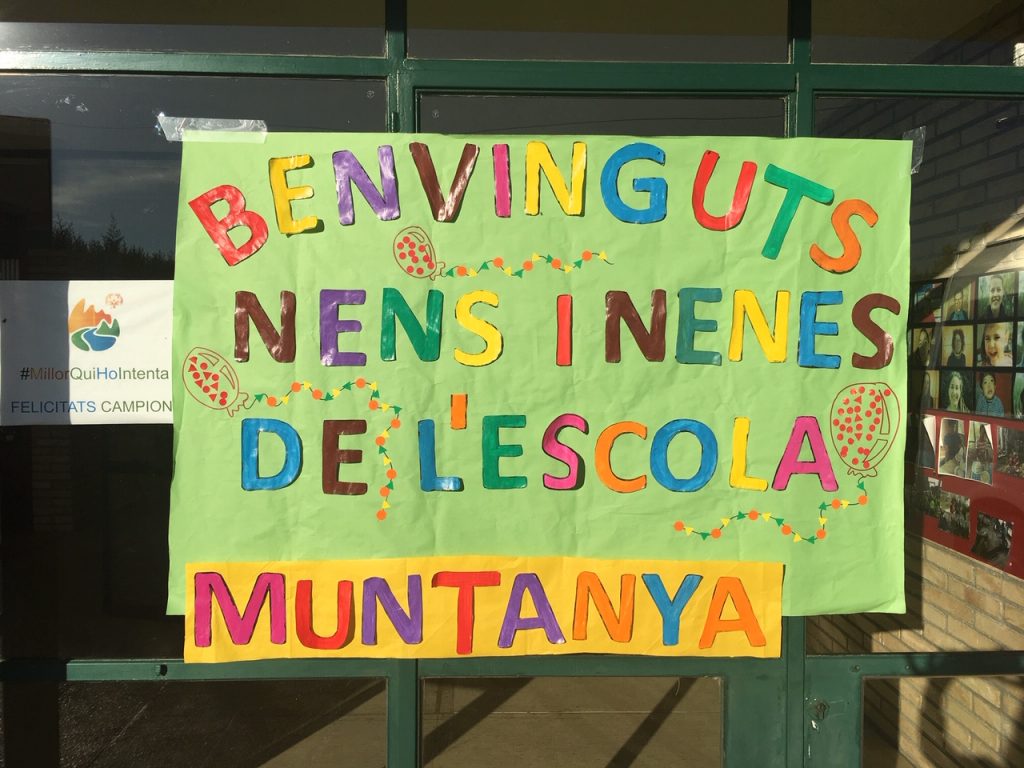 BENVINGUTS
NENS I NENES
DE L'ESCOLA
MUNTANYA
#MillorQuiHoIntenta
FELICITATS CAMPION